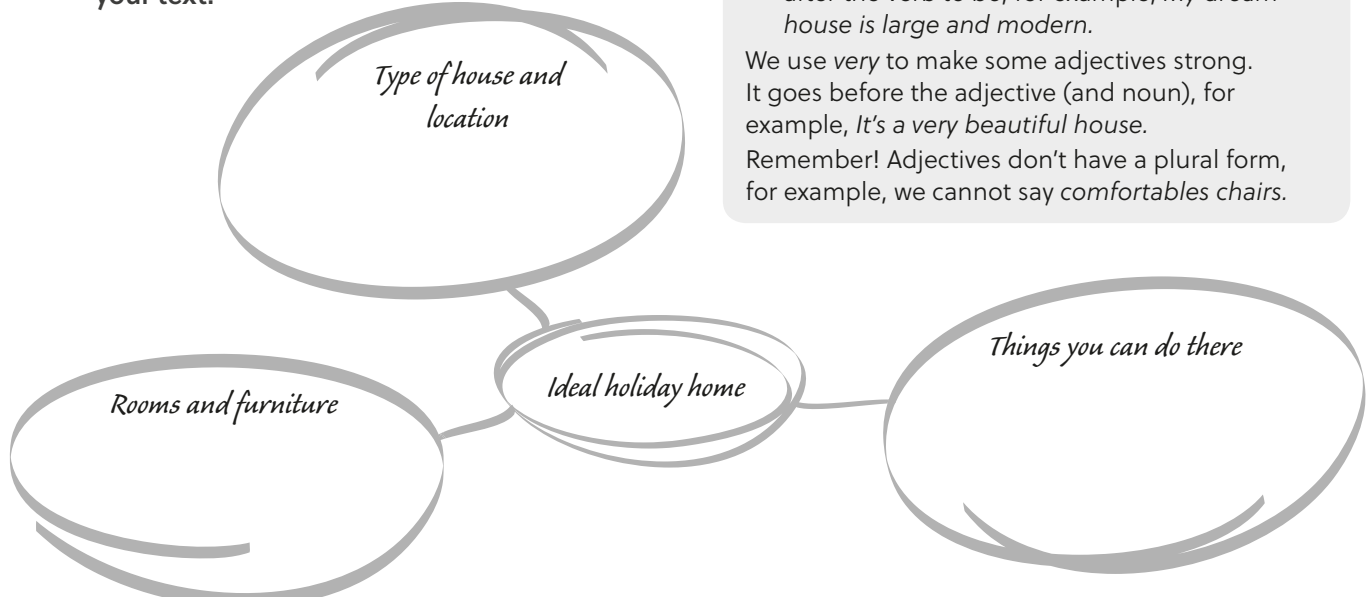 your text.
after the verb to be, for example, my dream
house is large and modern.
We use very to make some adjectives strong.
It goes before the adjective (and noun), for
example, It's a very beautiful house.
Remember! Adjectives don't have a plural form,
for example, we cannot say comfortables chairs.
Type of house and
location
Ideal holiday home
Things you can do there
Rooms and furniture